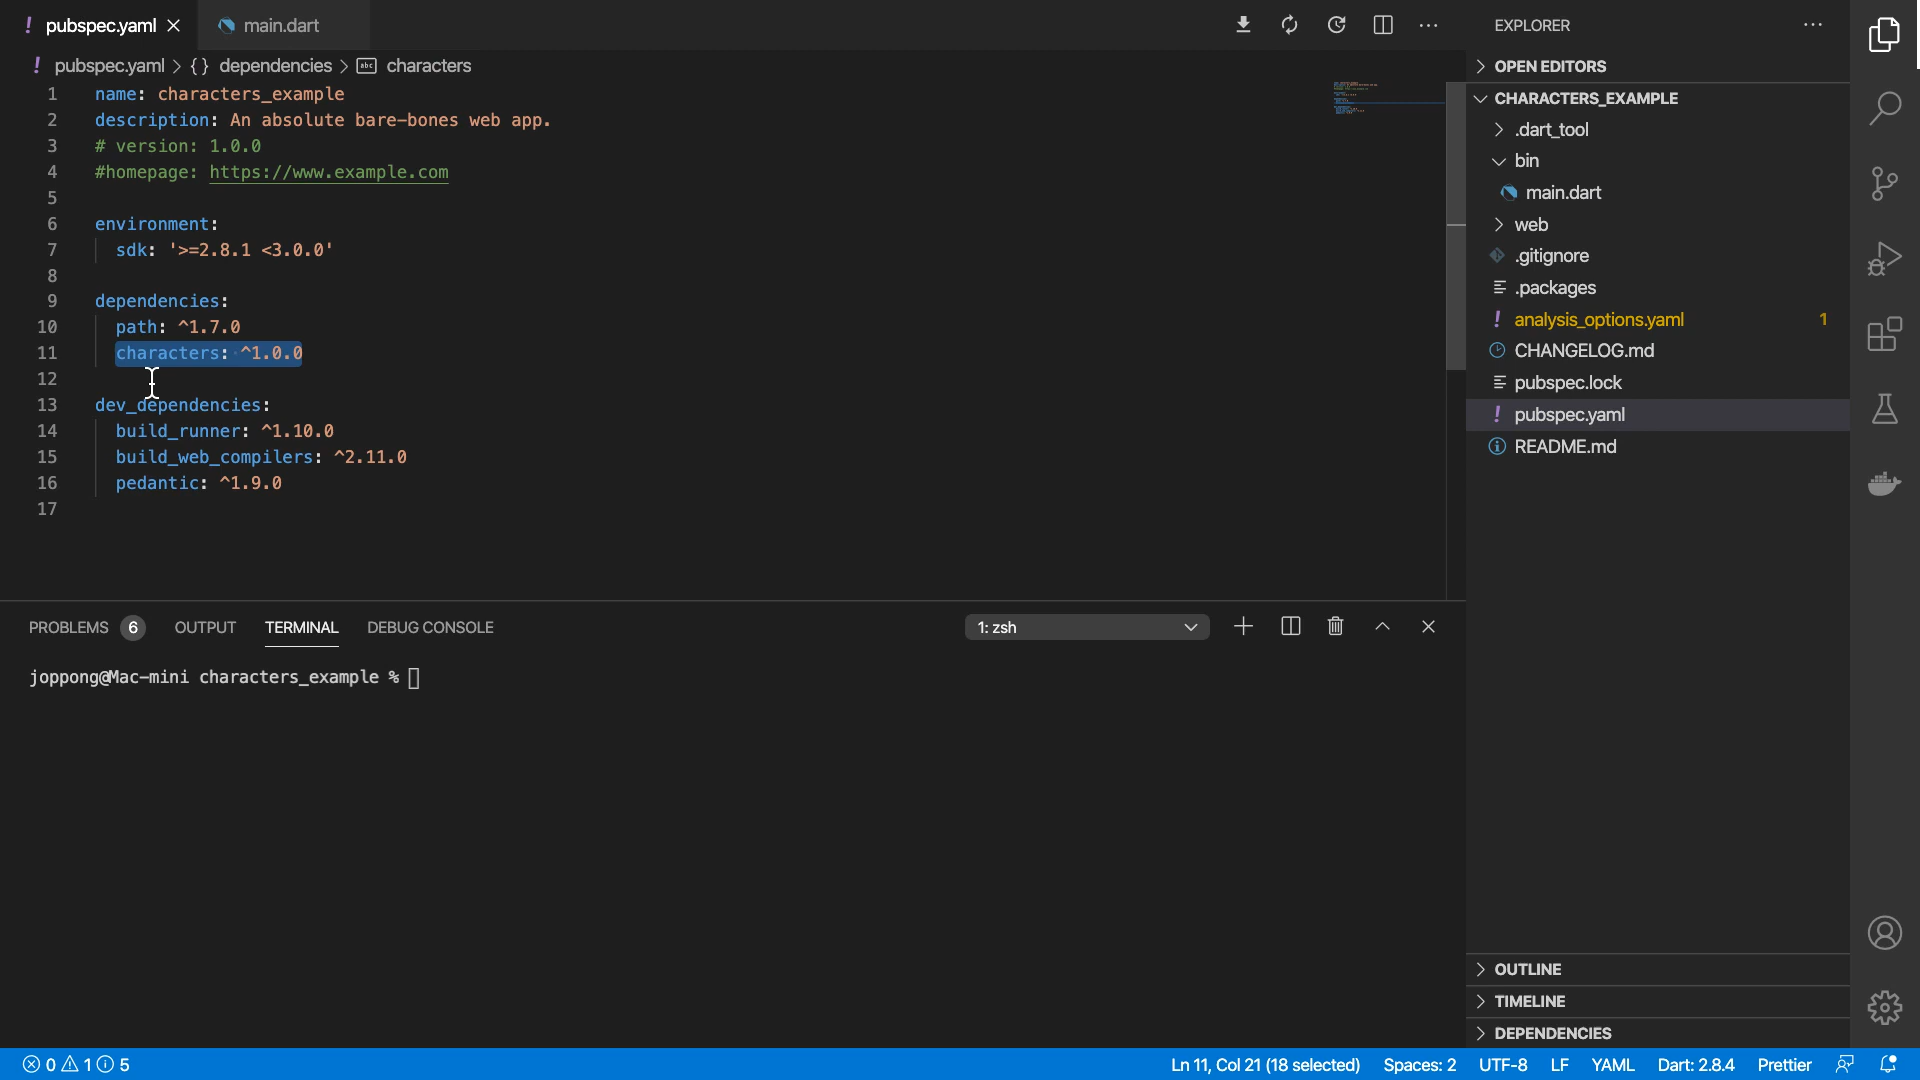 pubspec.yaml
main.dart
EXPLORER
pubspec.yaml > {} dependencies > abc characters
OPEN EDITORS
CHARACTERS_EXAMPLE
.dart_tool
bin
main.dart
web
.gitignore
.packages
analysis_options.yaml 1
CHANGELOG.md
pubspec.lock
pubspec.yaml
README.md
1 name: characters_example
2 description: An absolute bare-bones web app.
3 # version: 1.0.0
4 #homepage: https://www.example.com
5
6 environment:
7 sdk: '>=2.8.1 <3.0.0'
8
9 dependencies:
10 path: ^1.7.0
11 characters: ^1.0.0
12
13 dev_dependencies:
14 build_runner: ^1.10.0
15 build_web_compilers: ^2.11.0
16 pedantic: ^1.9.0
17
PROBLEMS 6 OUTPUT TERMINAL DEBUG CONSOLE 1: zsh
joppong@Mac-mini characters_example %
OUTLINE
TIMELINE
DEPENDENCIES
0 1 5 Ln 11, Col 21 (18 selected) Spaces: 2 UTF-8 LF YAML Dart: 2.8.4 Prettier